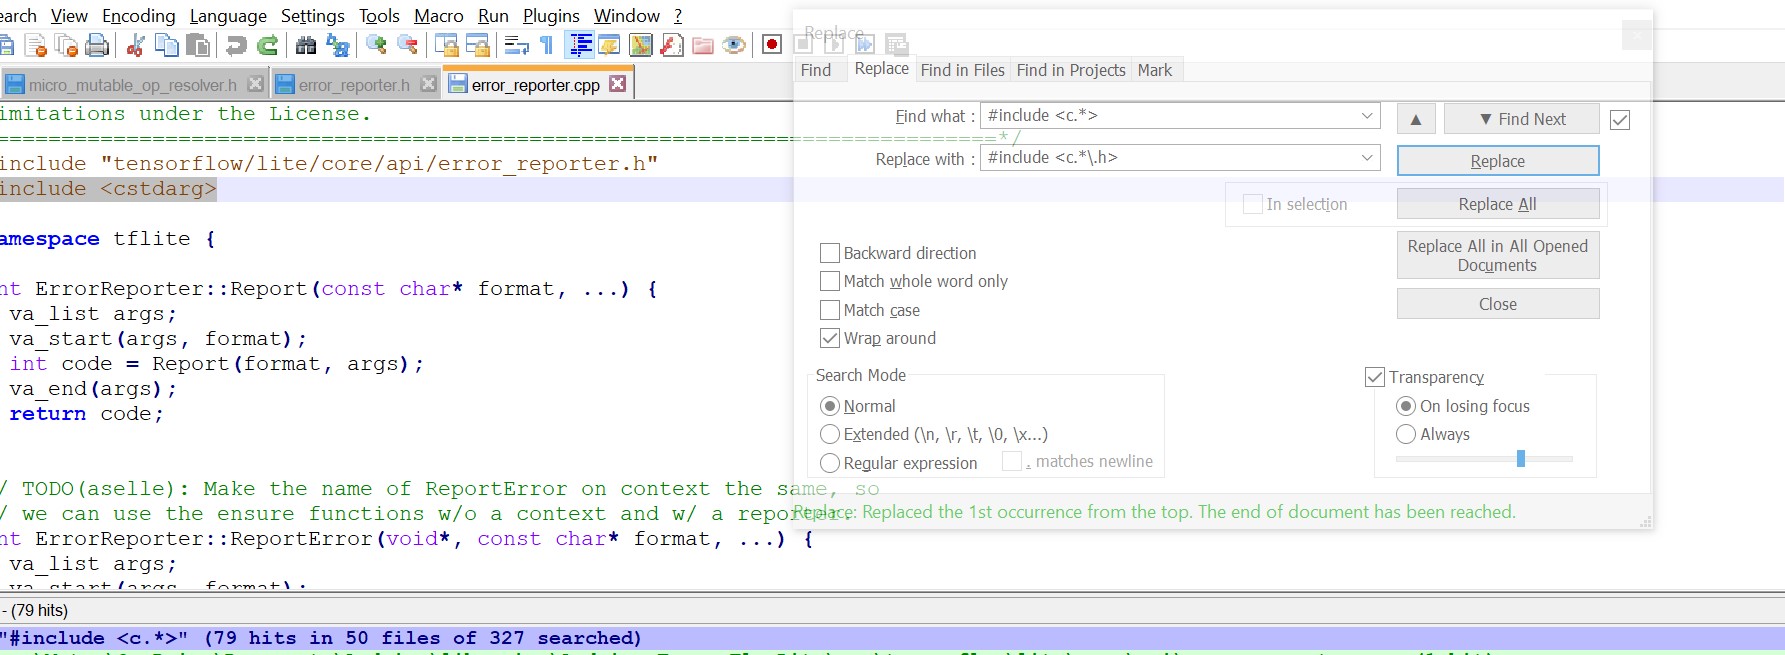 earch View Encoding Language Settings Tools Macro Run Plugins Window ?
micro_mutable_op_resolver.h error_reporter.h error_reporter.cpp
imitations under the License.
==============================================================================*/
include "tensorflow/lite/core/api/error_reporter.h"
include <cstdarg>
amespace tflite {
nt ErrorReporter::Report(const char* format, ...) {
va_list args;
va_start(args, format);
int code = Report(format, args);
va_end(args);
return code;
/ TODO(aselle): Make the name of ReportError on context the same, so
/ we can use the ensure functions w/o a context and w/ a reporter.
nt ErrorReporter::ReportError(void*, const char* format, ...) {
va_list args;
va_start(args, format);
- (79 hits)
"#include <c.*>" (79 hits in 50 files of 327 searched)
Replace
Find Replace Find in Files Find in Projects Mark
Find what : #include <c.*> ▲ ▼ Find Next
Replace with : #include <c.*\.h> Replace
In selection Replace All
Replace All in All Opened
Documents
Close
Backward direction
Match whole word only
Match case
Wrap around
Search Mode
Normal
Extended (\n, \r, \t, \0, \x...)
Regular expression . matches newline
Transparency
On losing focus
Always
Replace: Replaced the 1st occurrence from the top. The end of document has been reached.